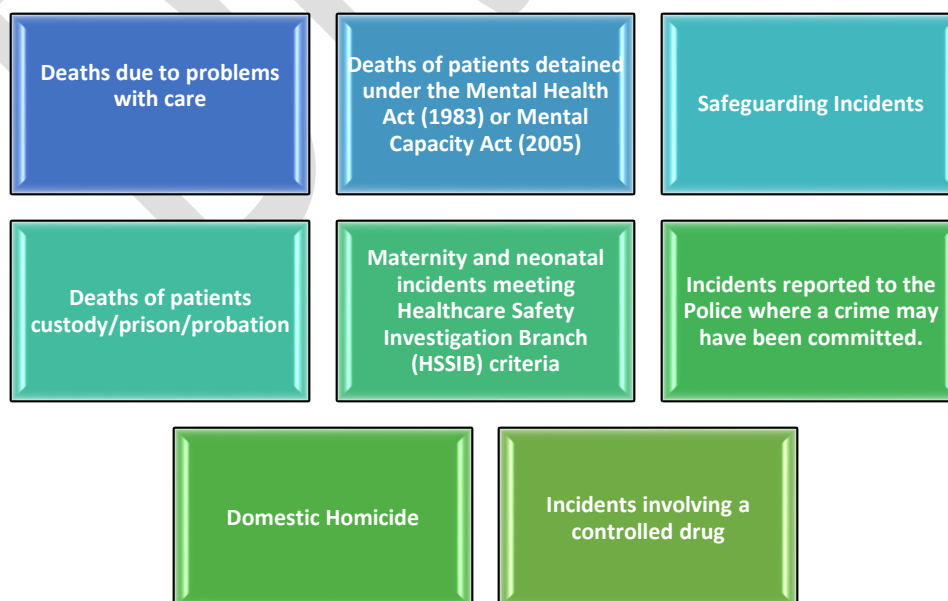 Deaths due to problems
with care
Deaths of patients detained
under the Mental Health
Act (1983) or Mental
Capacity Act (2005)
Safeguarding Incidents
Deaths of patients
custody/prison/probation
Maternity and neonatal
incidents meeting
Healthcare Safety
Investigation Branch
(HSSIB) criteria
Incidents reported to the
Police where a crime may
have been committed.
Domestic Homicide
Incidents involving a
controlled drug